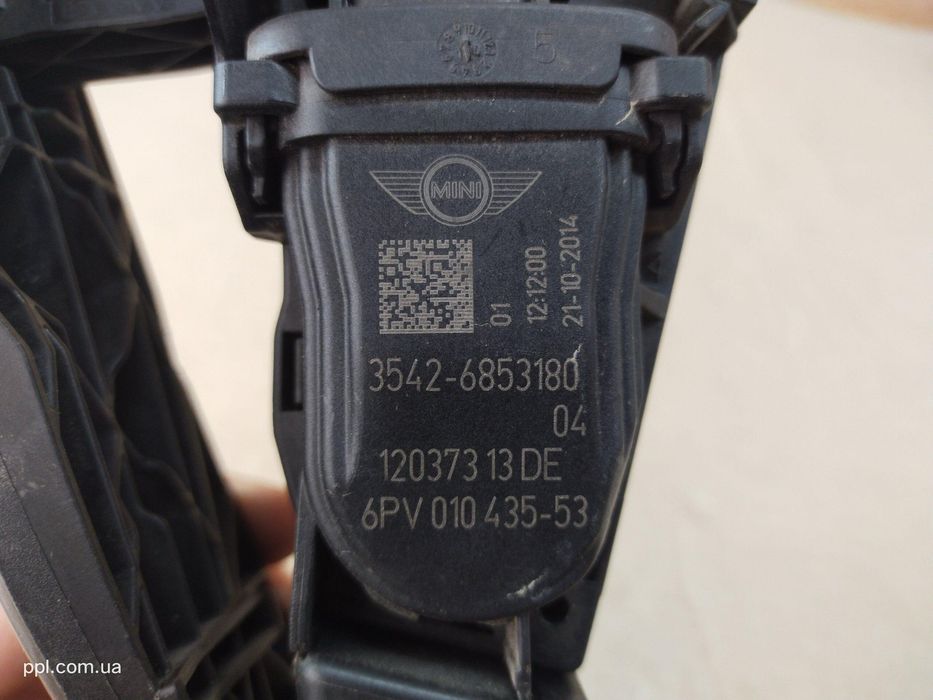 5
MINI
01
12:12:00
21-10-2014
3542-6853180
04
120373 13 DE
6PV 010 435-53
ppl.com.ua